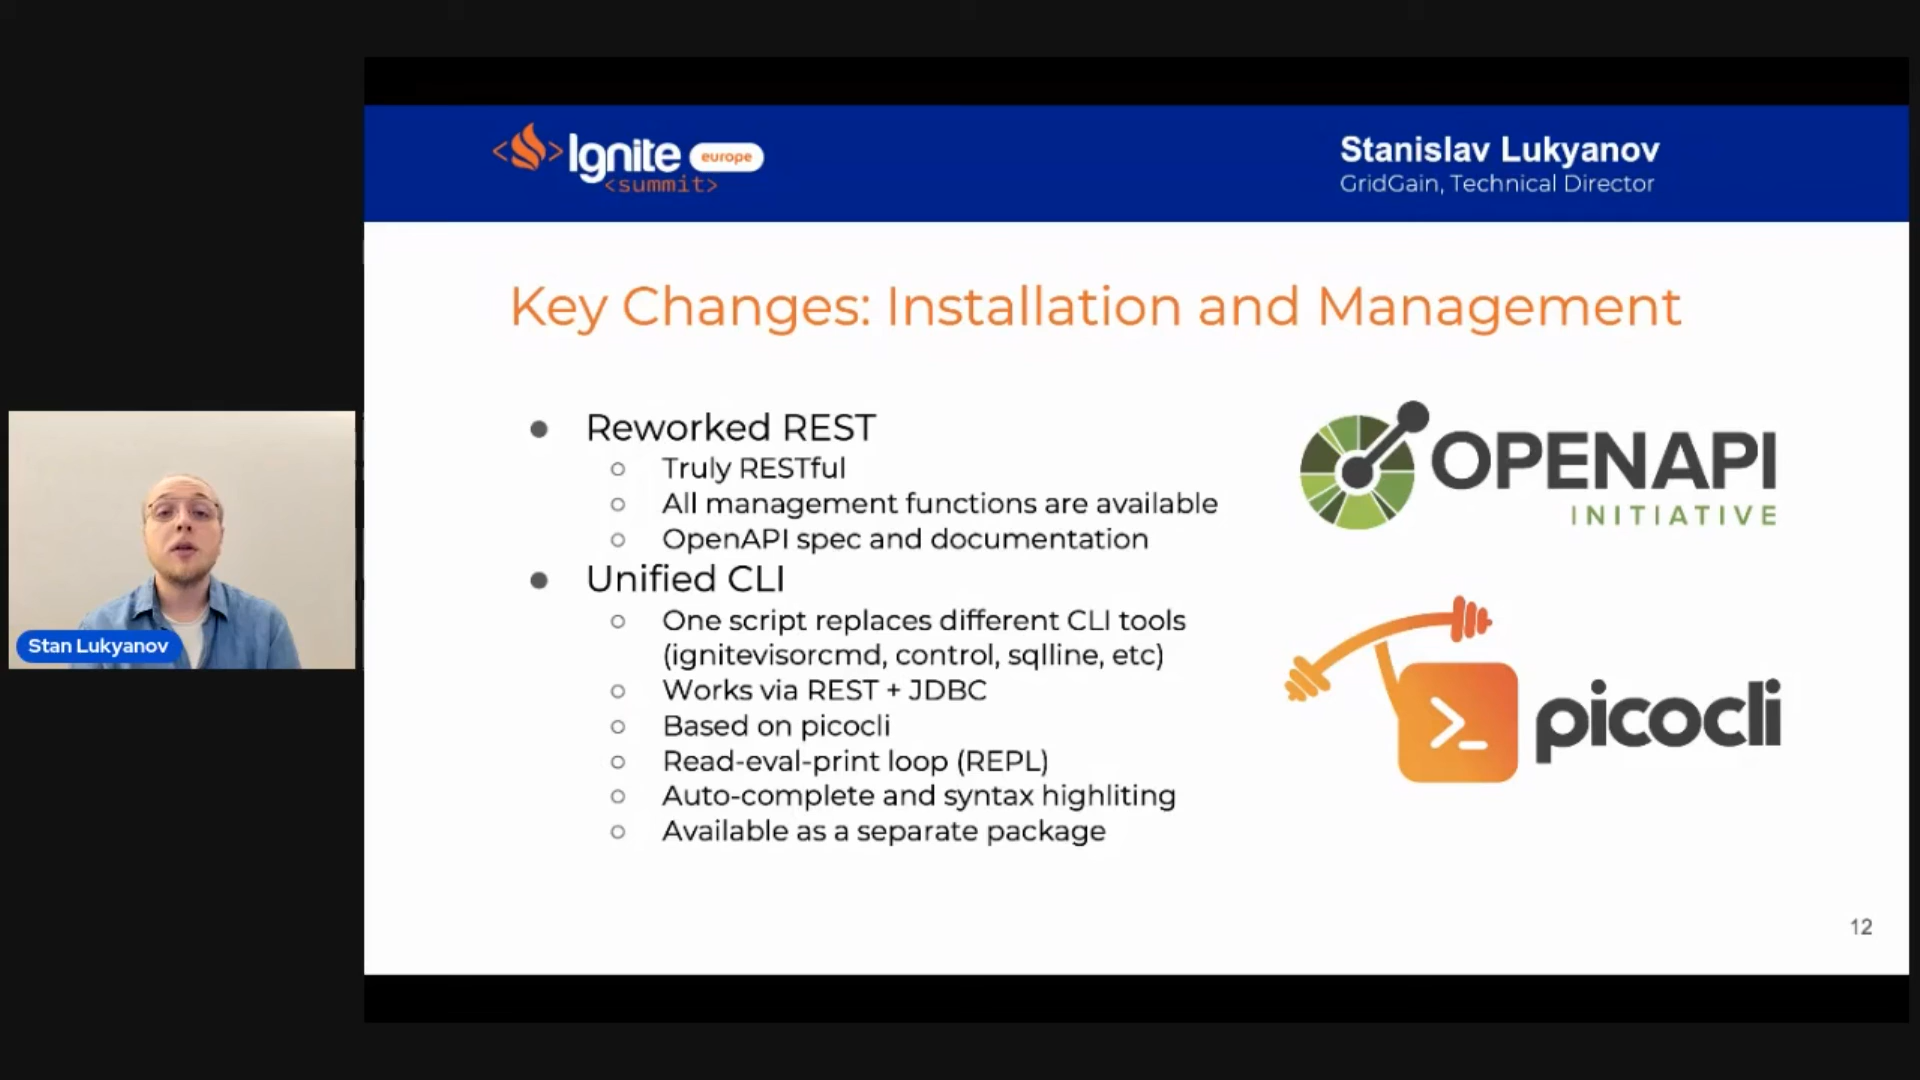 Ignite europe
<summit>
Stanislav Lukyanov
GridGain, Technical Director
Key Changes: Installation and Management
Reworked REST
Truly RESTful
All management functions are available
OpenAPI spec and documentation
Unified CLI
One script replaces different CLI tools
(ignitevisorcmd, control, sqlline, etc)
Works via REST + JDBC
Based on picocli
Read-eval-print loop (REPL)
Auto-complete and syntax highliting
Available as a separate package
OPENAPI
INITIATIVE
picocli
Stan Lukyanov
12